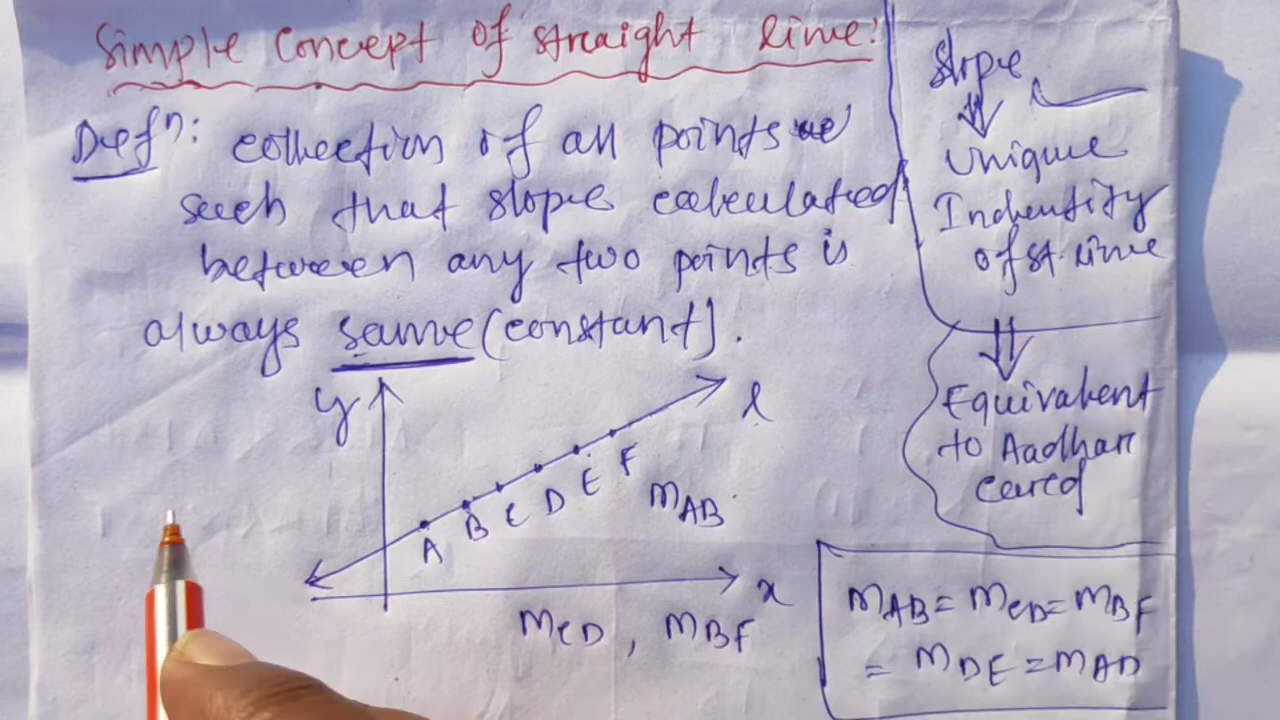 Simple Concept of straight line:
Defⁿ: collection of all points
such that slope calculated
between any two points is
always same (constant).
y
l
A B C D E F
mAB
x
mCD, mBF
Slope
⇓
Unique
Indentity
of st. line
⇓
Equivalent
to Aadhar
Card
mAB = mCD = mBF
= mDE = mAD